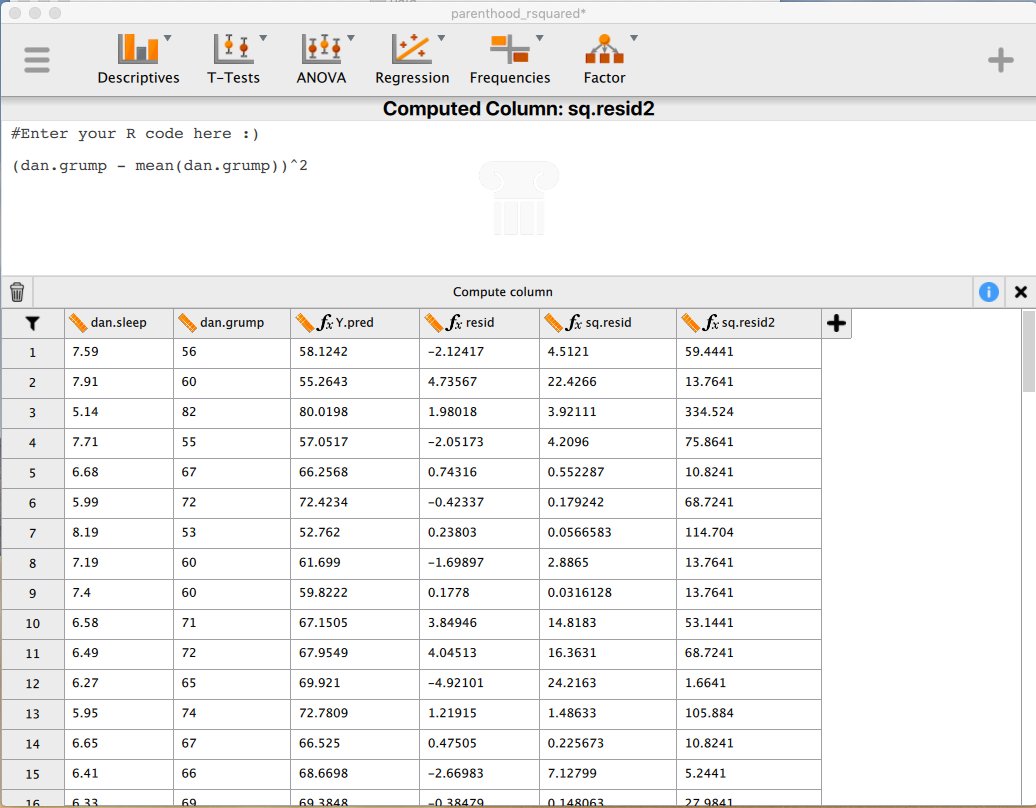 parenthood_rsquared*
Descriptives T-Tests ANOVA Regression Frequencies Factor
Computed Column: sq.resid2
#Enter your R code here :)
(dan.grump - mean(dan.grump))^2
Compute column
dan.sleep dan.grump fx Y.pred fx resid fx sq.resid fx sq.resid2
1 7.59 56 58.1242 -2.12417 4.5121 59.4441
2 7.91 60 55.2643 4.73567 22.4266 13.7641
3 5.14 82 80.0198 1.98018 3.92111 334.524
4 7.71 55 57.0517 -2.05173 4.2096 75.8641
5 6.68 67 66.2568 0.74316 0.552287 10.8241
6 5.99 72 72.4234 -0.42337 0.179242 68.7241
7 8.19 53 52.762 0.23803 0.0566583 114.704
8 7.19 60 61.699 -1.69897 2.8865 13.7641
9 7.4 60 59.8222 0.1778 0.0316128 13.7641
10 6.58 71 67.1505 3.84946 14.8183 53.1441
11 6.49 72 67.9549 4.04513 16.3631 68.7241
12 6.27 65 69.921 -4.92101 24.2163 1.6641
13 5.95 74 72.7809 1.21915 1.48633 105.884
14 6.65 67 66.525 0.47505 0.225673 10.8241
15 6.41 66 68.6698 -2.66983 7.12799 5.2441
16 6.33 69 69.3848 -0.38479 0.148063 27.9841